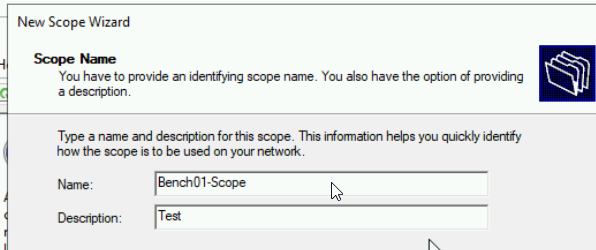 New Scope Wizard
Scope Name
You have to provide an identifying scope name. You also have the option of providing
a description.
Type a name and description for this scope. This information helps you quickly identify
how the scope is to be used on your network.
Name: Bench01-Scope
Description: Test